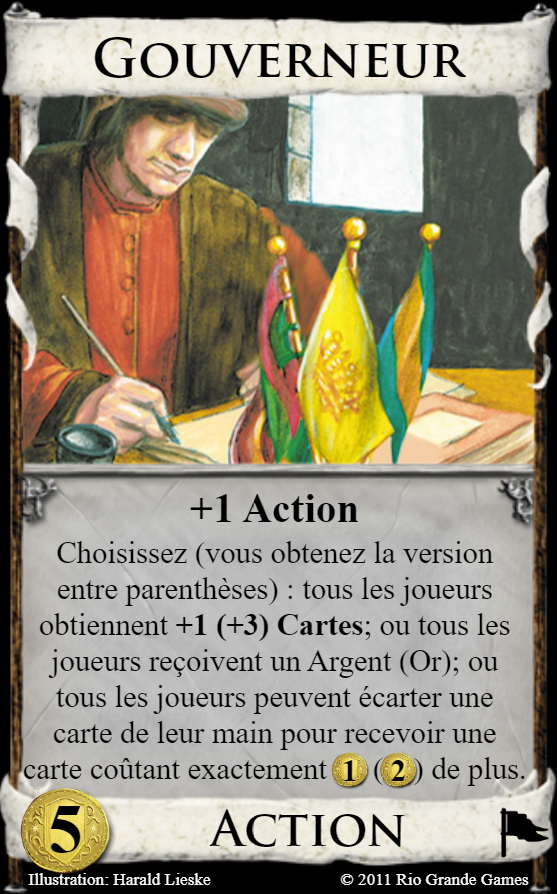 GOUVERNEUR
+1 Action
Choisissez (vous obtenez la version
entre parenthèses) : tous les joueurs
obtiennent +1 (+3) Cartes; ou tous les
joueurs reçoivent un Argent (Or); ou
tous les joueurs peuvent écarter une
carte de leur main pour recevoir une
carte coûtant exactement 1 (2) de plus.
5 ACTION
Illustration: Harald Lieske © 2011 Rio Grande Games